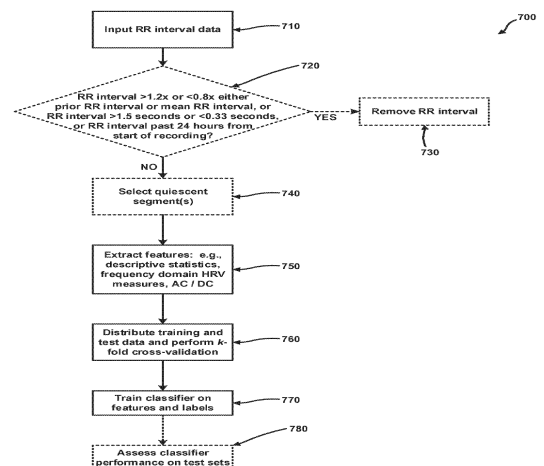 700
Input RR interval data
710
720
RR interval >1.2x or <0.8x either
prior RR interval or mean RR interval, or
RR interval >1.5 seconds or <0.33 seconds,
or RR interval past 24 hours from
start of recording?
YES
Remove RR interval
730
NO
Select quiescent
segment(s)
740
Extract features: e.g.,
descriptive statistics,
frequency domain HRV
measures, AC / DC
750
Distribute training and
test data and perform k-
fold cross-validation
760
Train classifier on
features and labels
770
780
Assess classifier
performance on test sets